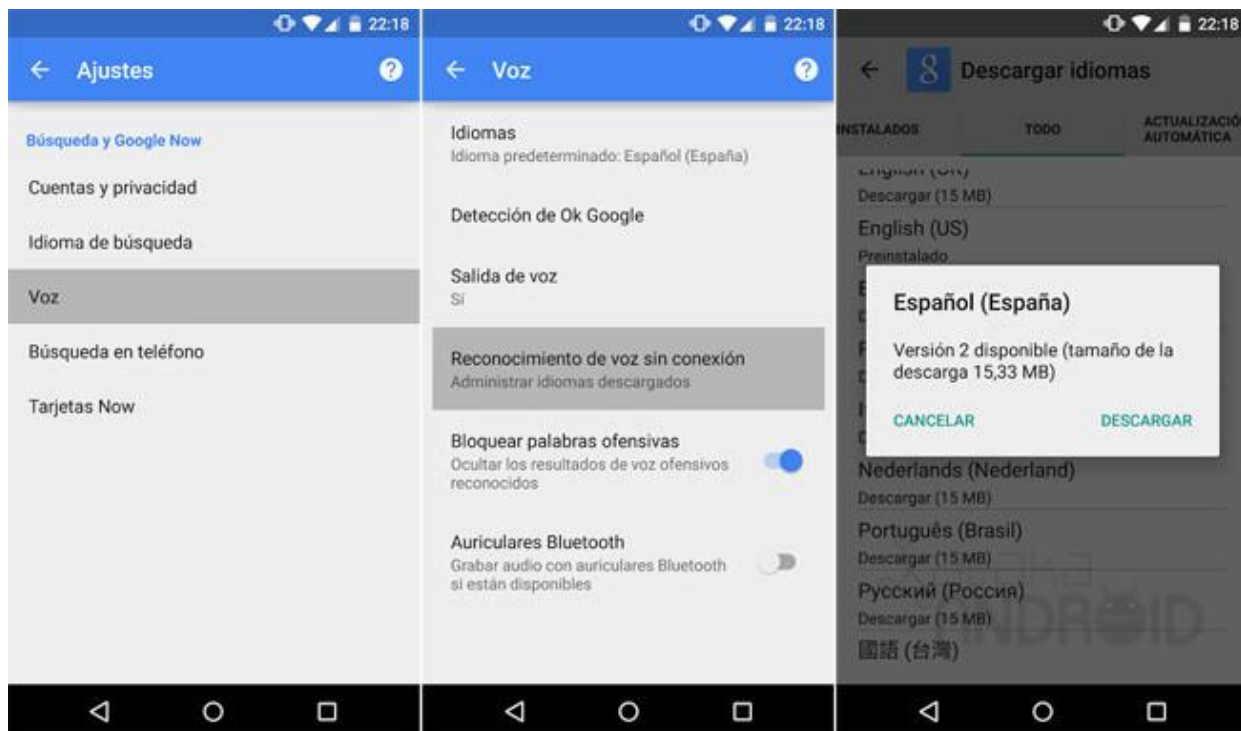 22:18
Ajustes
Búsqueda y Google Now
Cuentas y privacidad
Idioma de búsqueda
Voz
Búsqueda en teléfono
Tarjetas Now
22:18
Voz
Idiomas
Idioma predeterminado: Español (España)
Detección de Ok Google
Salida de voz
Sí
Reconocimiento de voz sin conexión
Administrar idiomas descargados
Bloquear palabras ofensivas
Ocultar los resultados de voz ofensivos
reconocidos
Auriculares Bluetooth
Grabar audio con auriculares Bluetooth
si están disponibles
22:18
8 Descargar idiomas
INSTALADOS
TODO
ACTUALIZACIÓ
AUTOMÁTICA
English (UK)
Descargar (15 MB)
English (US)
Preinstalado
Español (España)
Versión 2 disponible (tamaño de la
descarga 15,33 MB)
CANCELAR
DESCARGAR
Nederlands (Nederland)
Descargar (15 MB)
Português (Brasil)
Descargar (15 MB)
Русский (Россия)
Descargar (15 MB)
國語 (台灣)
ANDROID